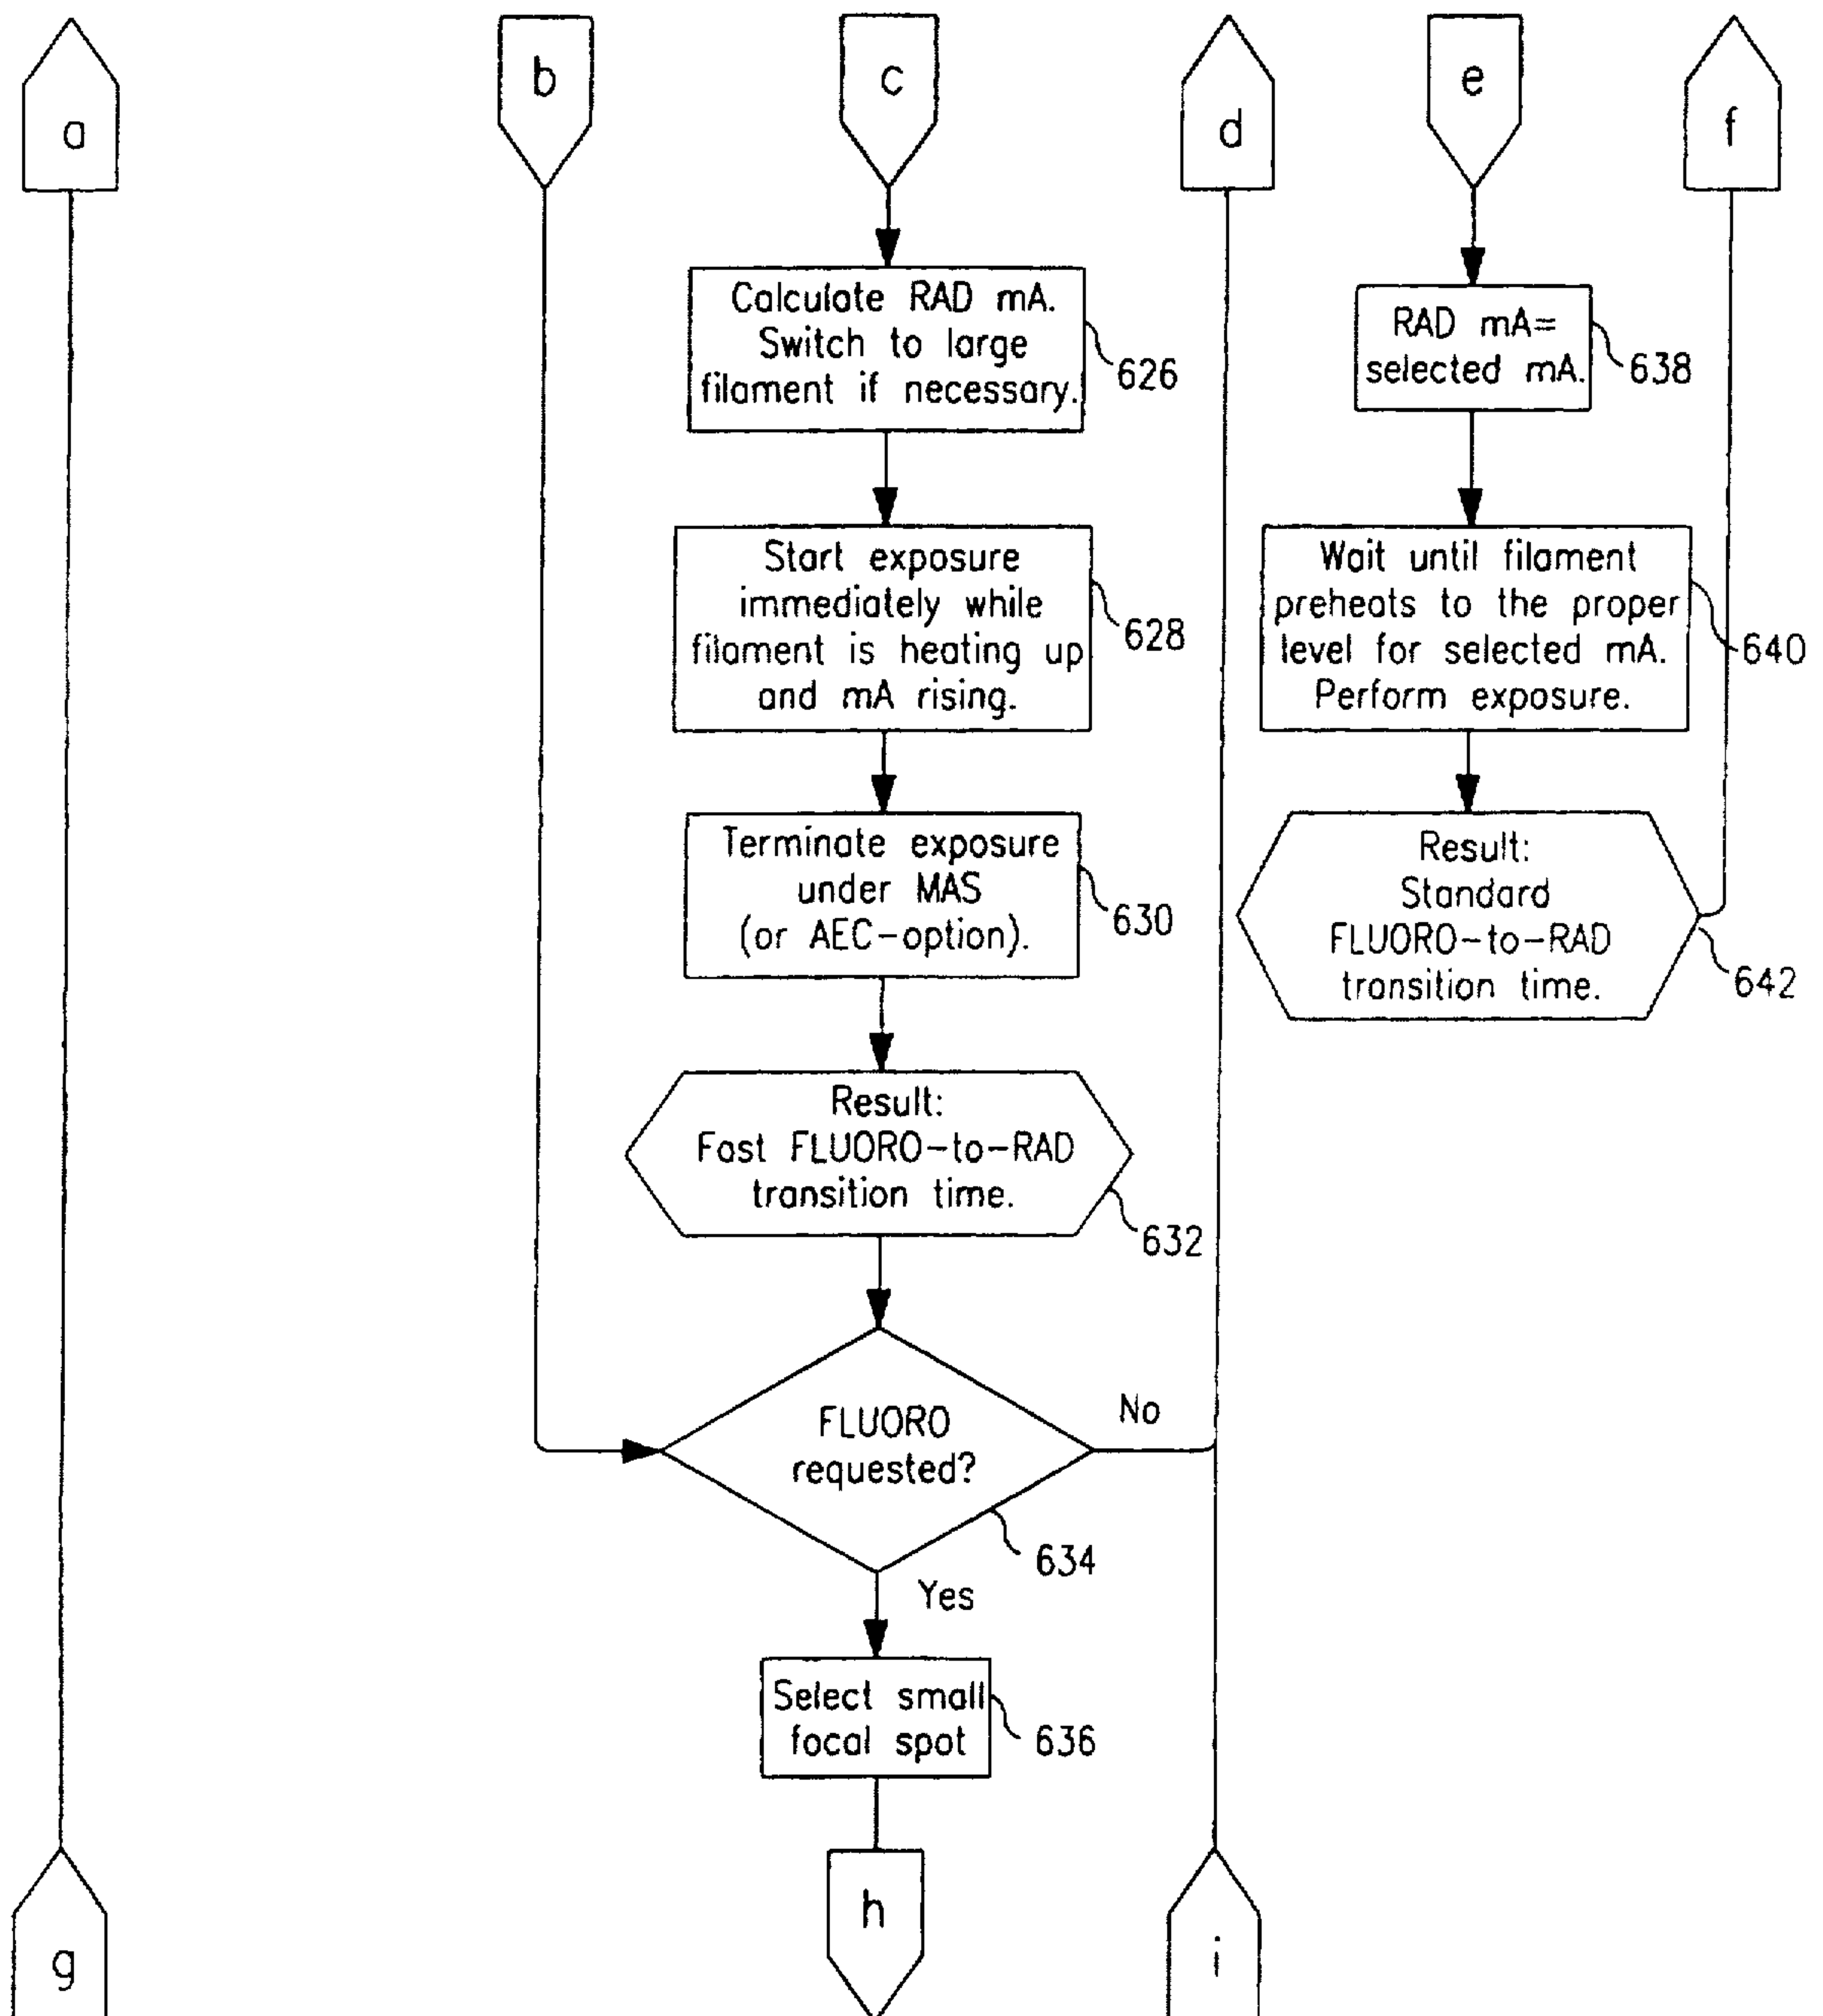 a
b
c
d
e
f
Calculate RAD mA.
Switch to large
filament if necessary.
626
RAD mA=
selected mA.
638
Start exposure
immediately while
filament is heating up
and mA rising.
628
Wait until filament
preheats to the proper
level for selected mA.
Perform exposure.
640
Terminate exposure
under MAS
(or AEC-option).
630
Result:
Standard
FLUORO-to-RAD
transition time.
642
Result:
Fast FLUORO-to-RAD
transition time.
632
FLUORO
requested?
No
634
Yes
Select small
focal spot
636
g
h
i